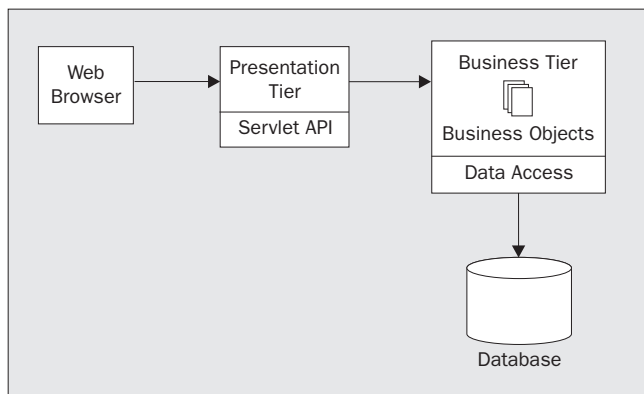 Web
Browser
Presentation
Tier
Servlet API
Business Tier
Business Objects
Data Access
Database